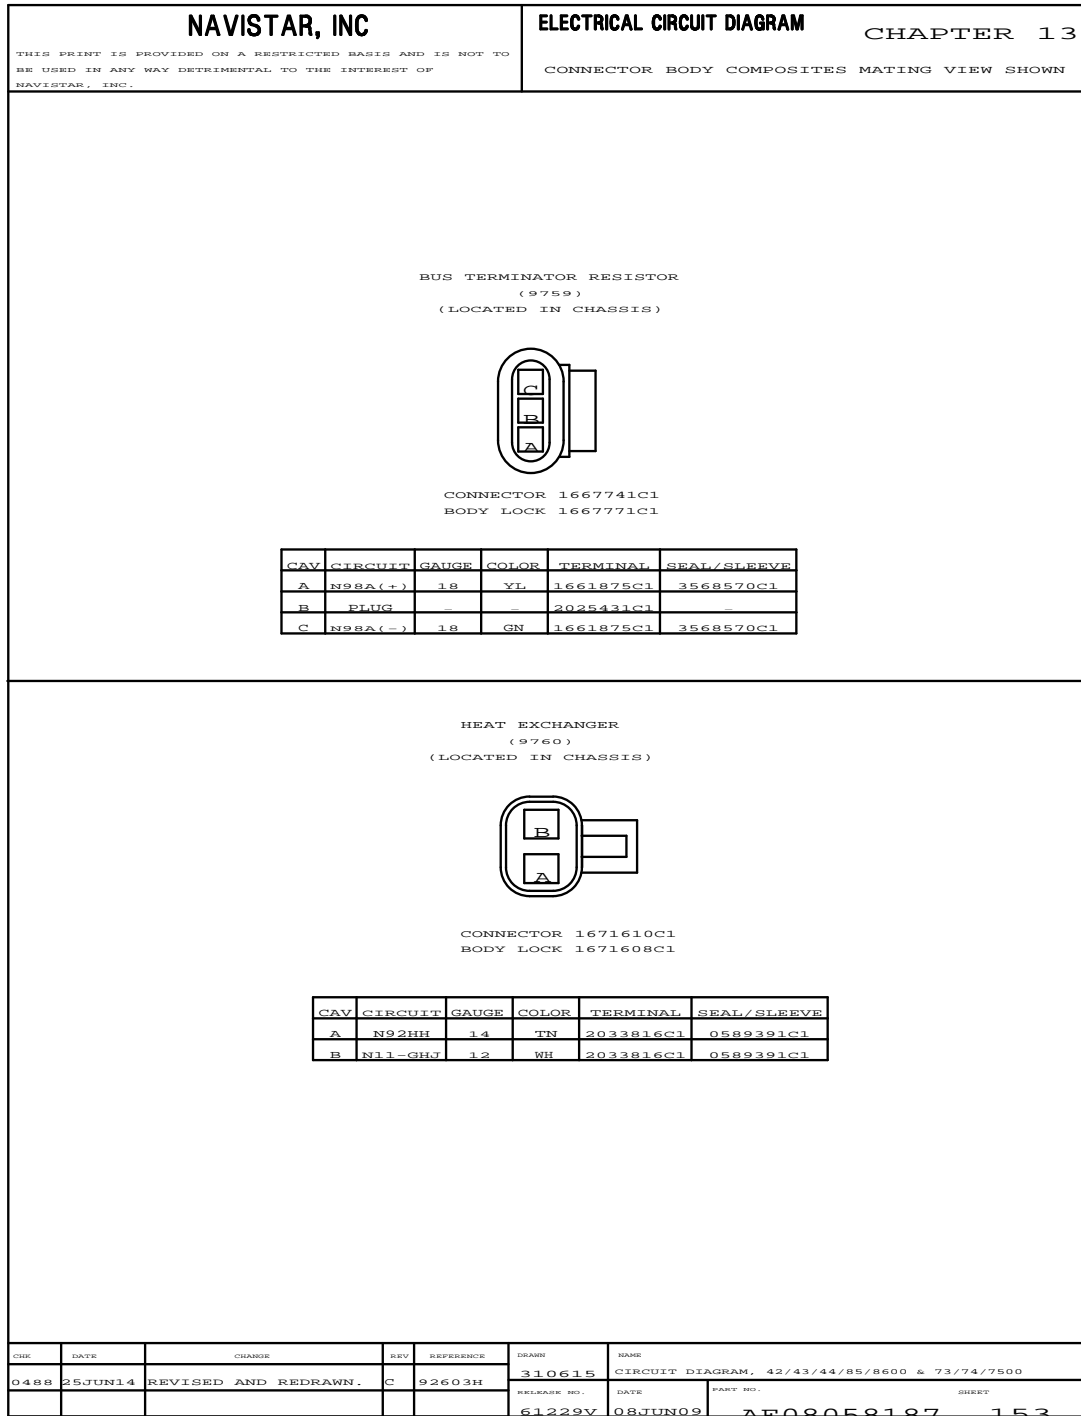 NAVISTAR, INC
THIS PRINT IS PROVIDED ON A RESTRICTED BASIS AND IS NOT TO
BE USED IN ANY WAY DETRIMENTAL TO THE INTEREST OF
NAVISTAR, INC.
ELECTRICAL CIRCUIT DIAGRAM
CHAPTER 13
CONNECTOR BODY COMPOSITES MATING VIEW SHOWN
BUS TERMINATOR RESISTOR
(9759)
(LOCATED IN CHASSIS)
C
B
A
CONNECTOR 1667741C1
BODY LOCK 1667771C1
CAV CIRCUIT GAUGE COLOR TERMINAL SEAL/SLEEVE
A N98A(+) 18 YL 1661875C1 3568570C1
B PLUG - - 2025431C1 -
C N98A(-) 18 GN 1661875C1 3568570C1
HEAT EXCHANGER
(9760)
(LOCATED IN CHASSIS)
B
A
CONNECTOR 1671610C1
BODY LOCK 1671608C1
CAV CIRCUIT GAUGE COLOR TERMINAL SEAL/SLEEVE
A N92HH 14 TN 2033816C1 0589391C1
B N11-GHJ 12 WH 2033816C1 0589391C1
CHK DATE CHANGE REV REFERENCE
0488 25JUN14 REVISED AND REDRAWN. C 92603H
DRAWN
310615
NAME
CIRCUIT DIAGRAM, 42/43/44/85/8600 & 73/74/7500
RELEASE NO.
61229V
DATE
08JUN09
PART NO.
AF08058187
SHEET
153